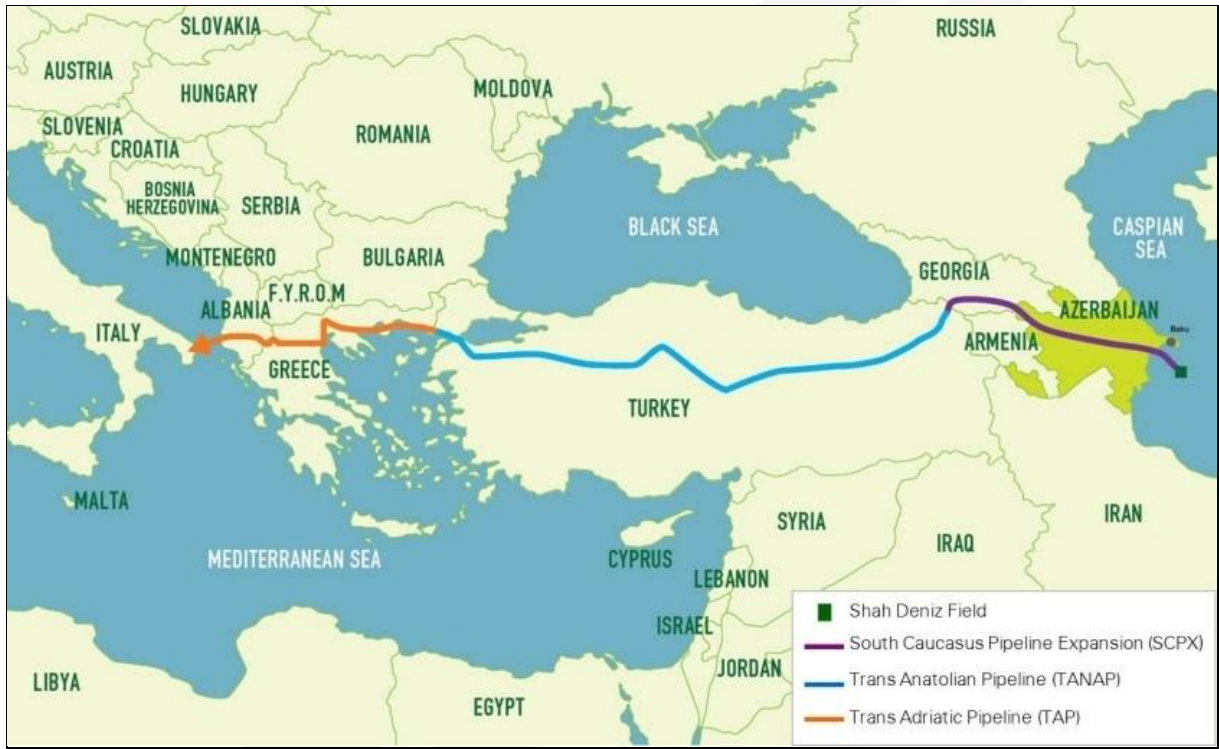 SLOVAKIA
RUSSIA
AUSTRIA
HUNGARY
MOLDOVA
SLOVENIA
CROATIA
ROMANIA
BOSNIA
HERZEGOVINA
SERBIA
BLACK SEA
CASPIAN
SEA
MONTENEGRO
BULGARIA
GEORGIA
F.Y.R.O.M
ALBANIA
AZERBAIJAN
ITALY
Baku
ARMENIA
GREECE
TURKEY
MALTA
SYRIA
IRAN
MEDITERRANEAN SEA
CYPRUS
IRAQ
LEBANON
ISRAEL
JORDAN
LIBYA
EGYPT
Shah Deniz Field
South Caucasus Pipeline Expansion (SCPX)
Trans Anatolian Pipeline (TANAP)
Trans Adriatic Pipeline (TAP)